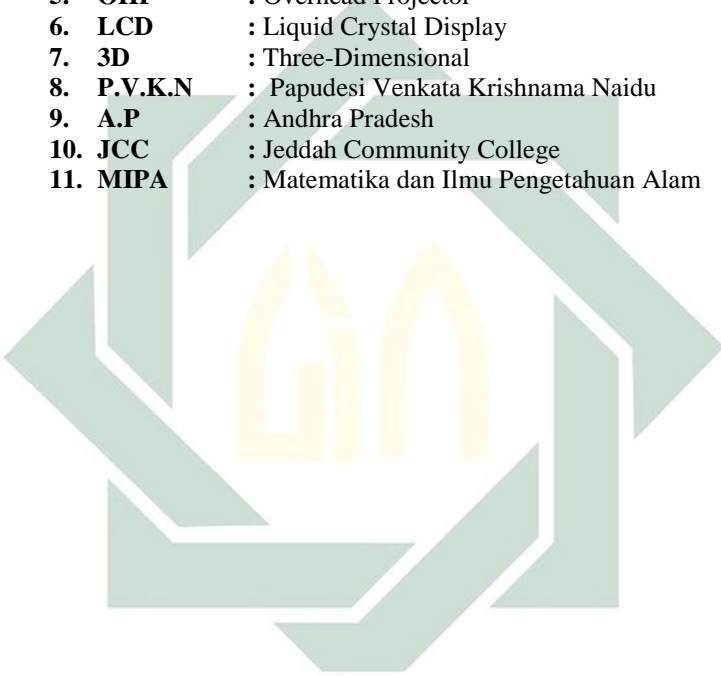 5. OHP : Overhead Projector
6. LCD : Liquid Crystal Display
7. 3D : Three-Dimensional
8. P.V.K.N : Papudesi Venkata Krishnama Naidu
9. A.P : Andhra Pradesh
10. JCC : Jeddah Community College
11. MIPA : Matematika dan Ilmu Pengetahuan Alam